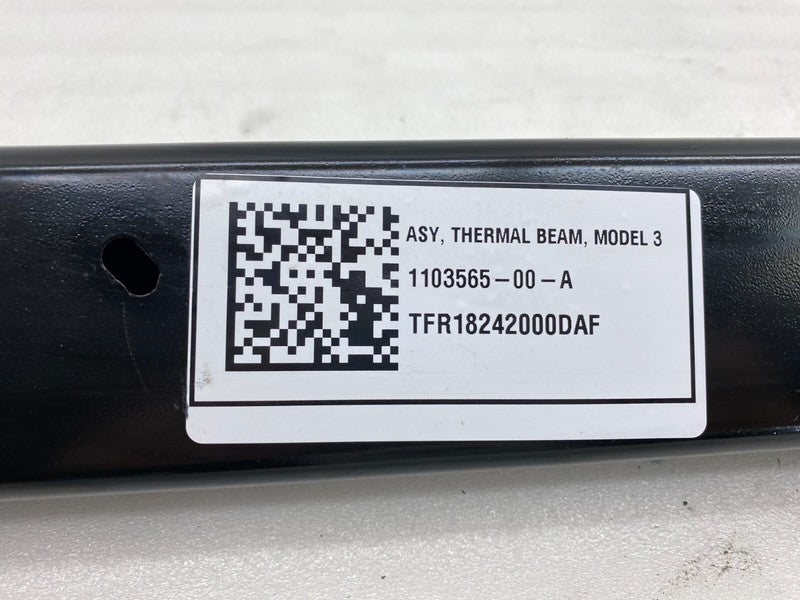 ASY, THERMAL BEAM, MODEL 3
1103565-00-A
TFR18242000DAF